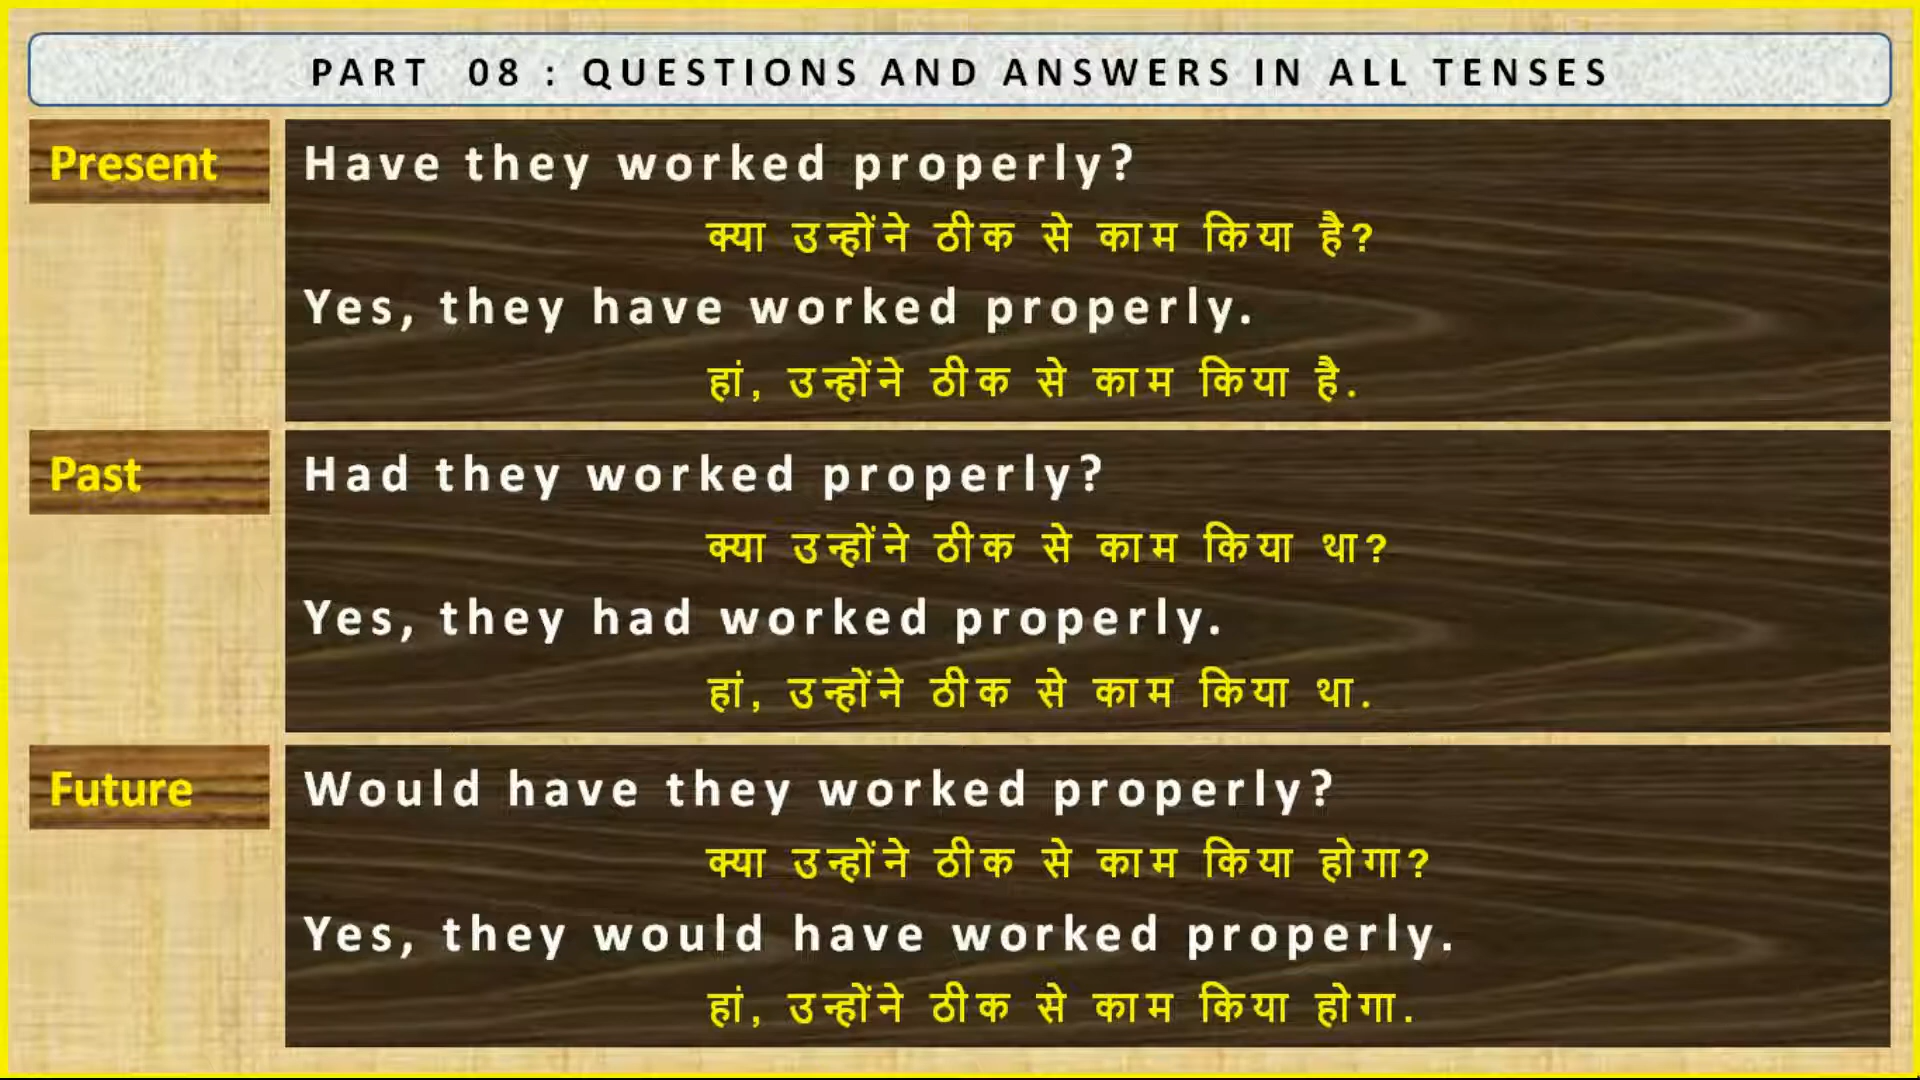 PART 08 : QUESTIONS AND ANSWERS IN ALL TENSES
Present
Have they worked properly?
क्या उन्होंने ठीक से काम किया है?
Yes, they have worked properly.
हां, उन्होंने ठीक से काम किया है.
Past
Had they worked properly?
क्या उन्होंने ठीक से काम किया था?
Yes, they had worked properly.
हां, उन्होंने ठीक से काम किया था.
Future
Would have they worked properly?
क्या उन्होंने ठीक से काम किया होगा?
Yes, they would have worked properly.
हां, उन्होंने ठीक से काम किया होगा.